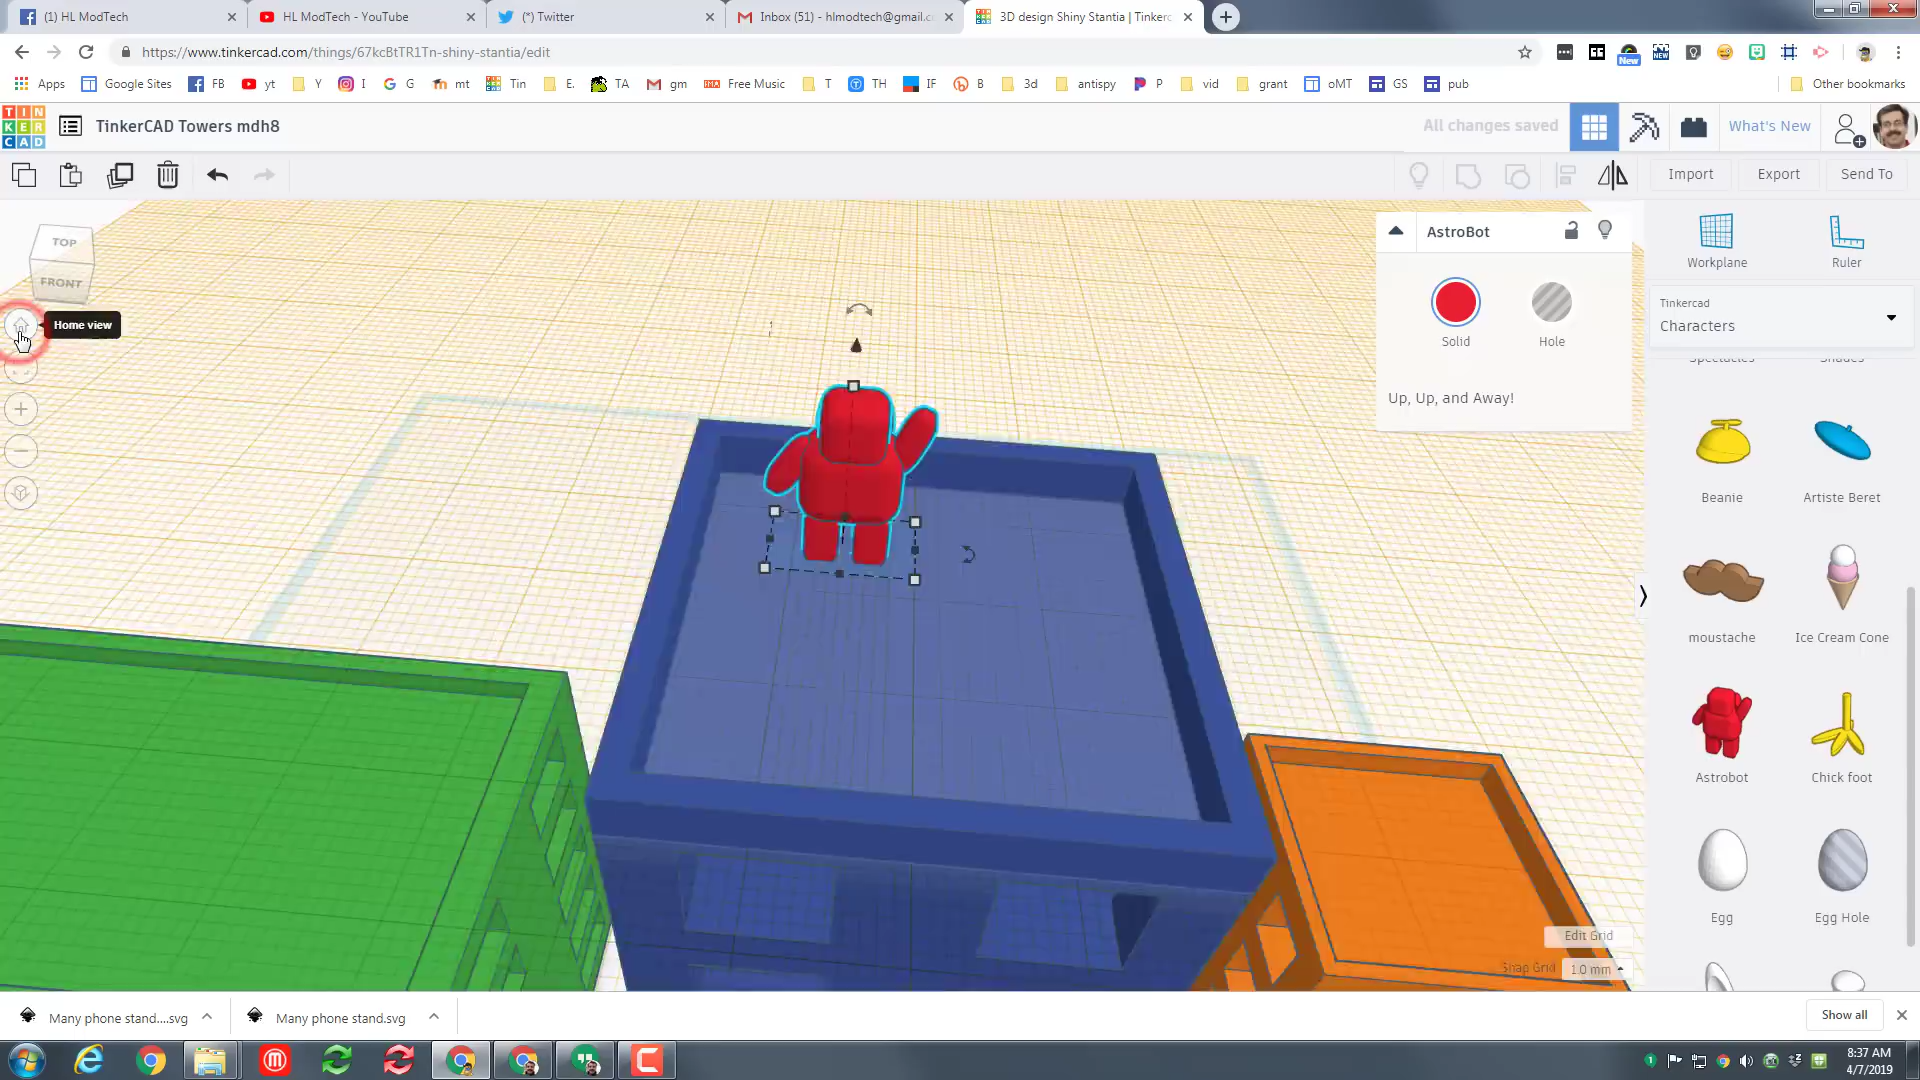 (1) HL ModTech
HL ModTech - YouTube
(*) Twitter
Inbox (51) - hlmodtech@gmail.c
3D design Shiny Stantia | Tinkerc
https://www.tinkercad.com/things/67kcBtTR1Tn-shiny-stantia/edit
New
Apps
Google Sites
FB
yt
Y
I
G
mt
Tin
E.
TA
gm
Free Music
T
TH
IF
B
3d
antispy
P
vid
grant
oMT
GS
pub
Other bookmarks
TIN
KER
CAD
TinkerCAD Towers mdh8
All changes saved
What's New
Import
Export
Send To
TOP
FRONT
Home view
AstroBot
Solid
Hole
Up, Up, and Away!
Workplane
Ruler
Tinkercad
Characters
Spectacles
Shades
Beanie
Artiste Beret
moustache
Ice Cream Cone
Astrobot
Chick foot
Egg
Egg Hole
Edit Grid
Snap Grid
1.0 mm
Many phone stand....svg
Many phone stand.svg
Show all
8:37 AM
4/7/2019